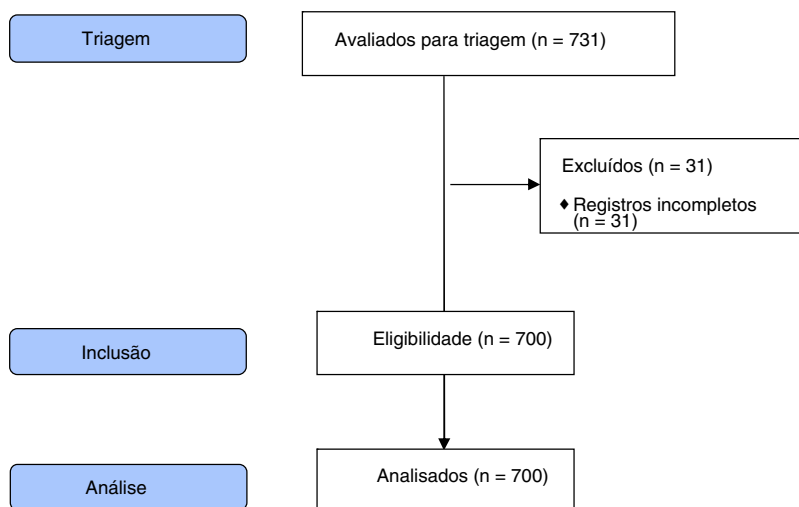 Triagem
Avaliados para triagem (n = 731)
Excluídos (n = 31)
♦ Registros incompletos
(n = 31)
Inclusão
Eligibilidade (n = 700)
Análise
Analisados (n = 700)